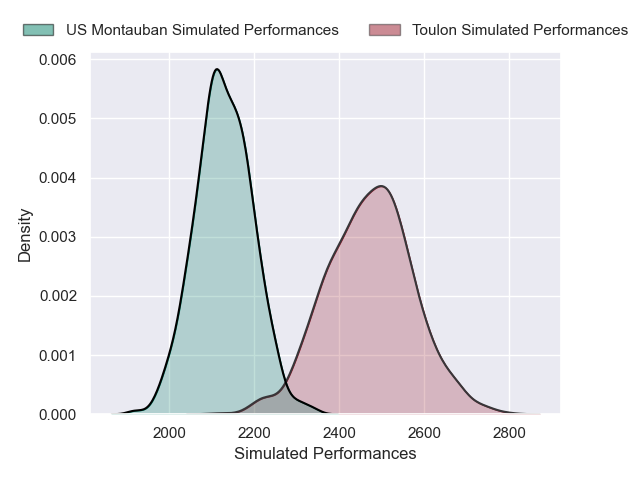 US Montauban Simulated Performances Toulon Simulated Performances
0.006
0.005
0.004
0.003
0.002
0.001
0.000
Density
2000 2200 2400 2600 2800
Simulated Performances